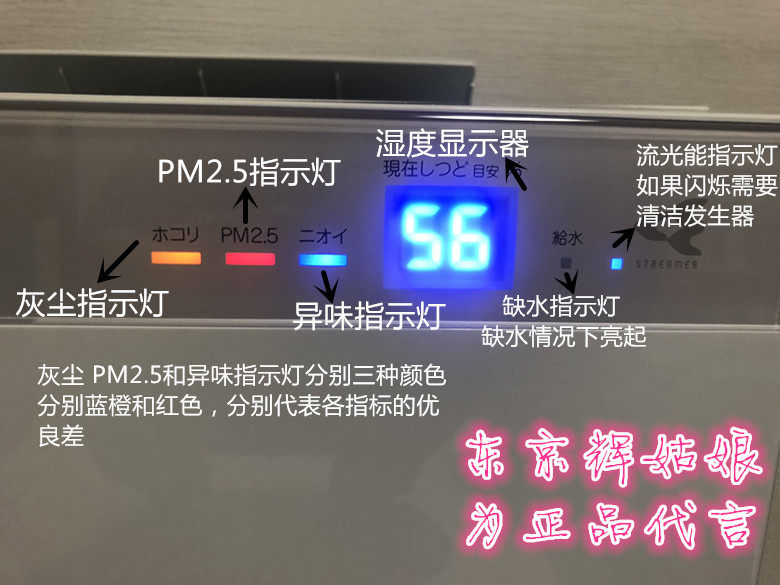 湿度显示器
流光能指示灯
如果闪烁需要
清洁发生器
PM2.5指示灯
現在しつど 目安
ホコリ PM2.5 ニオイ
56
給水
STREAMER
灰尘指示灯
异味指示灯
缺水指示灯
缺水情况下亮起
灰尘 PM2.5和异味指示灯分别三种颜色
分别蓝橙和红色，分别代表各指标的优
良差
东京辉姑娘
为正品代言